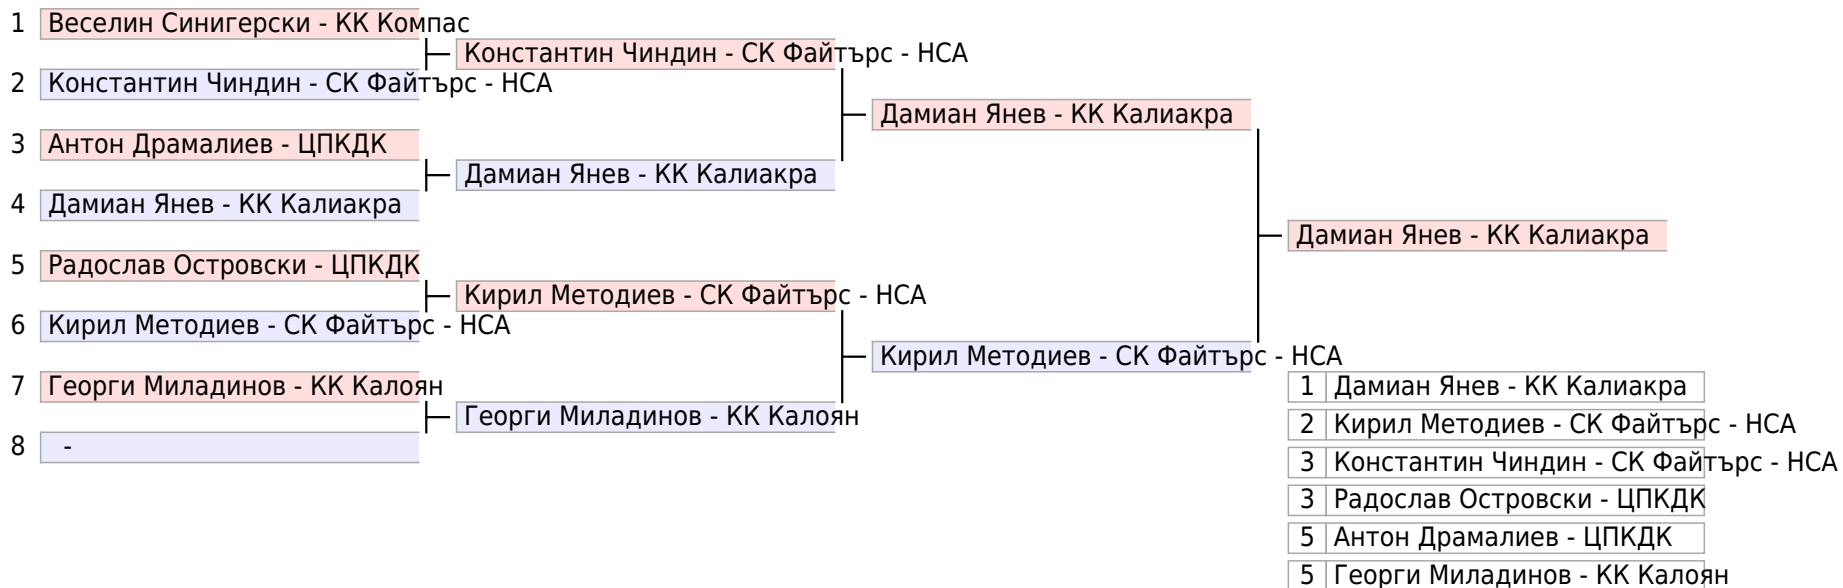 1 Веселин Синигерски - КК Компас
Константин Чиндин - СК Файтърс - НСА
2 Константин Чиндин - СК Файтърс - НСА
Дамиан Янев - КК Калиакра
3 Антон Драмалиев - ЦПКДК
Дамиан Янев - КК Калиакра
4 Дамиан Янев - КК Калиакра
Дамиан Янев - КК Калиакра
5 Радослав Островски - ЦПКДК
Кирил Методиев - СК Файтърс - НСА
6 Кирил Методиев - СК Файтърс - НСА
Кирил Методиев - СК Файтърс - НСА
7 Георги Миладинов - КК Калоян
Георги Миладинов - КК Калоян
8 -
1 Дамиан Янев - КК Калиакра
2 Кирил Методиев - СК Файтърс - НСА
3 Константин Чиндин - СК Файтърс - НСА
3 Радослав Островски - ЦПКДК
5 Антон Драмалиев - ЦПКДК
5 Георги Миладинов - КК Калоян